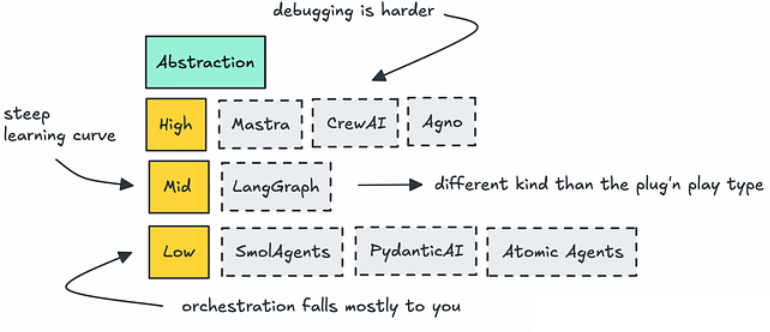 debugging is harder
Abstraction
steep
learning curve
High
Mastra
CrewAI
Agno
Mid
LangGraph
different kind than the plug'n play type
Low
SmolAgents
PydanticAI
Atomic Agents
orchestration falls mostly to you